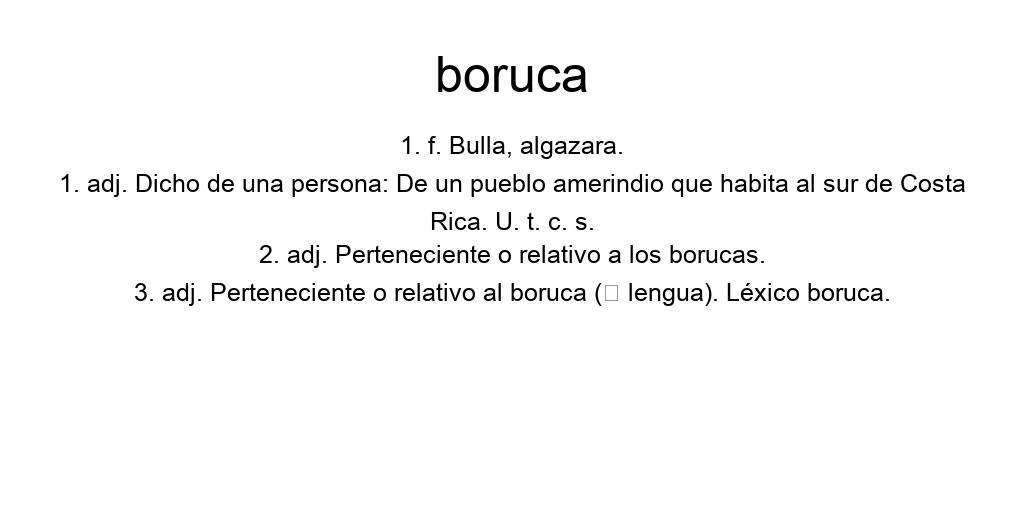 boruca
1. f. Bulla, algazara.
1. adj. Dicho de una persona: De un pueblo amerindio que habita al sur de Costa
Rica. U. t. c. s.
2. adj. Perteneciente o relativo a los borucas.
3. adj. Perteneciente o relativo al boruca (□ lengua). Léxico boruca.